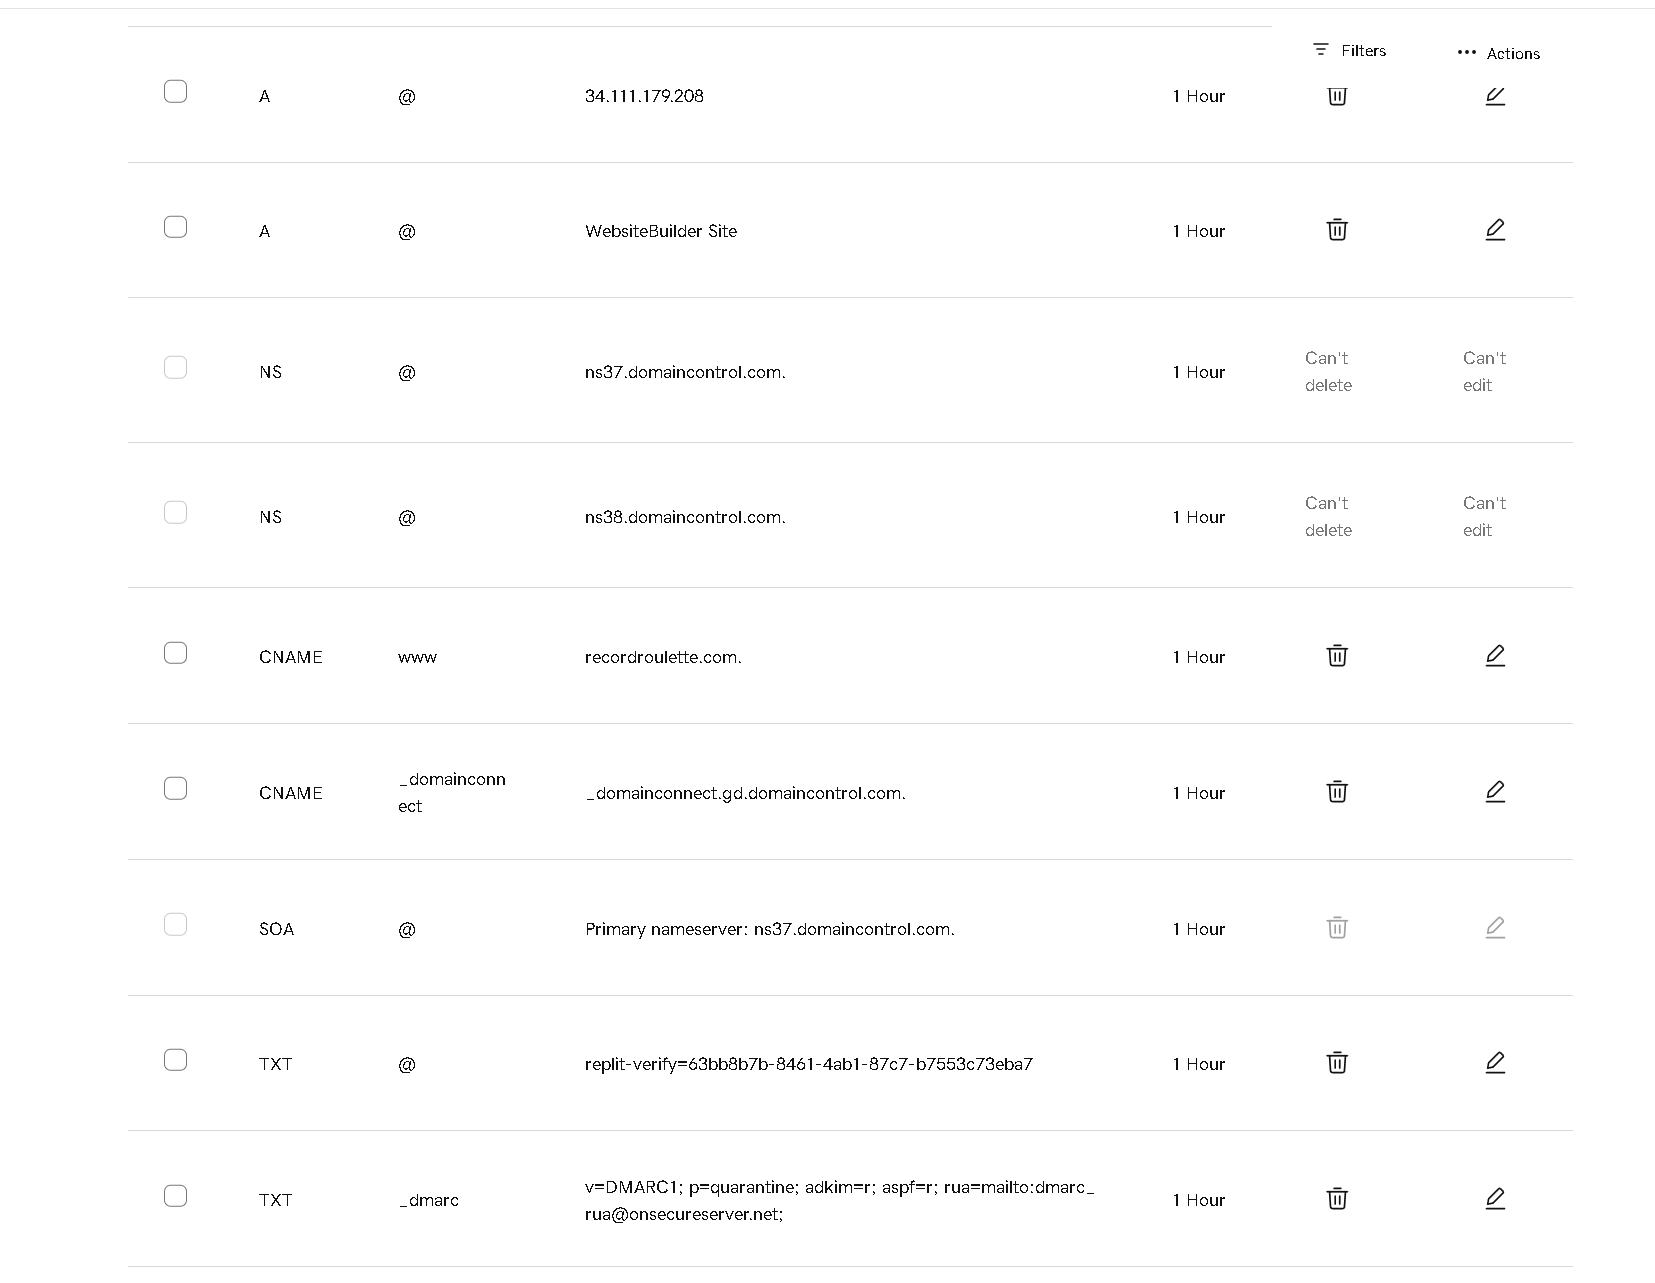 Filters
Actions
A @ 34.111.179.208 1 Hour
A @ WebsiteBuilder Site 1 Hour
NS @ ns37.domaincontrol.com. 1 Hour Can't delete Can't edit
NS @ ns38.domaincontrol.com. 1 Hour Can't delete Can't edit
CNAME www recordroulette.com. 1 Hour
CNAME _domainconnect _domainconnect.gd.domaincontrol.com. 1 Hour
SOA @ Primary nameserver: ns37.domaincontrol.com. 1 Hour
TXT @ replit-verify=63bb8b7b-8461-4ab1-87c7-b7553c73eba7 1 Hour
TXT _dmarc v=DMARC1; p=quarantine; adkim=r; aspf=r; rua=mailto:dmarc_rua@onsecureserver.net; 1 Hour